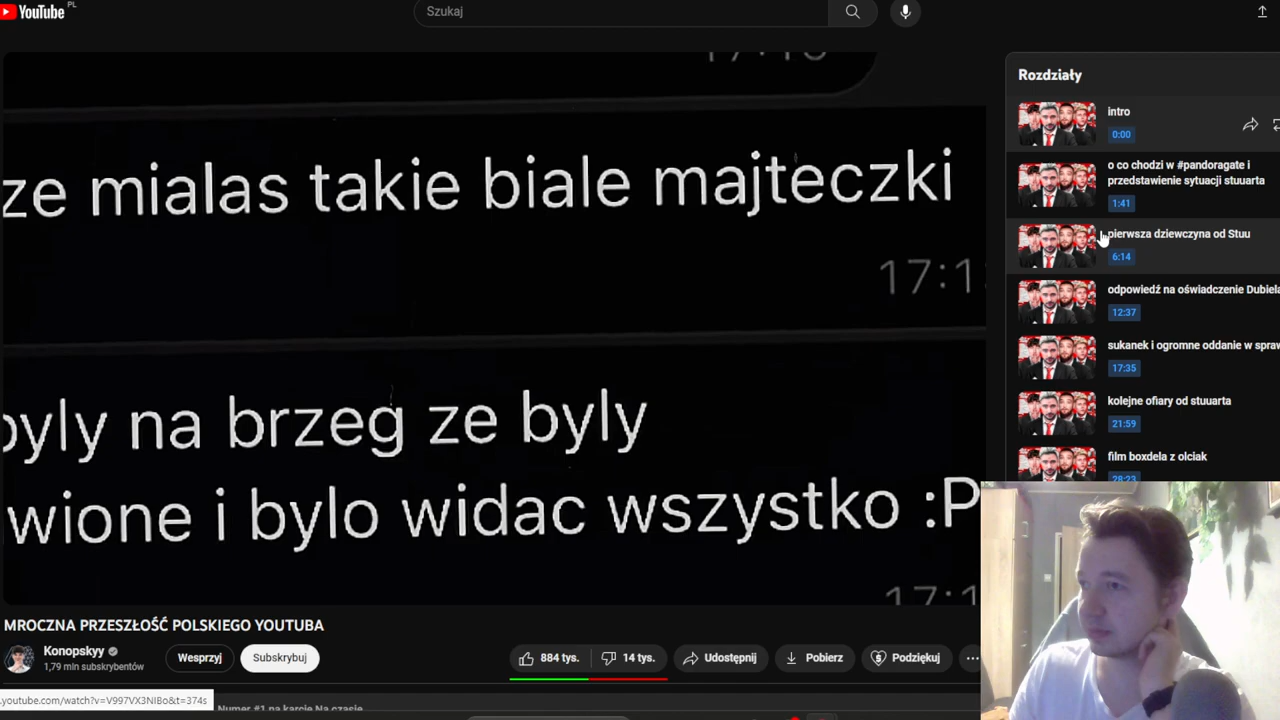 YouTube PL
Szukaj
ze mialas takie biale majteczki
17:1
byly na brzeg ze byly
wione i bylo widac wszystko :P
17:1
MROCZNA PRZESZŁOŚĆ POLSKIEGO YOUTUBA
Konopskyy
1,79 mln subskrybentów
Wesprzyj
Subskrybuj
884 tys.
14 tys.
Udostępnij
Pobierz
Podziękuj
.youtube.com/watch?v=V997VX3NIBo&t=374s
Numer #1 na karcie Na czasie
Rozdziały
intro
0:00
o co chodzi w #pandoragate i
przedstawienie sytuacji stuuarta
1:41
pierwsza dziewczyna od Stuu
6:14
odpowiedź na oświadczenie Dubiela
12:37
sukanek i ogromne oddanie w spraw
17:35
kolejne ofiary od stuuarta
21:59
film boxdela z olciak
28:23